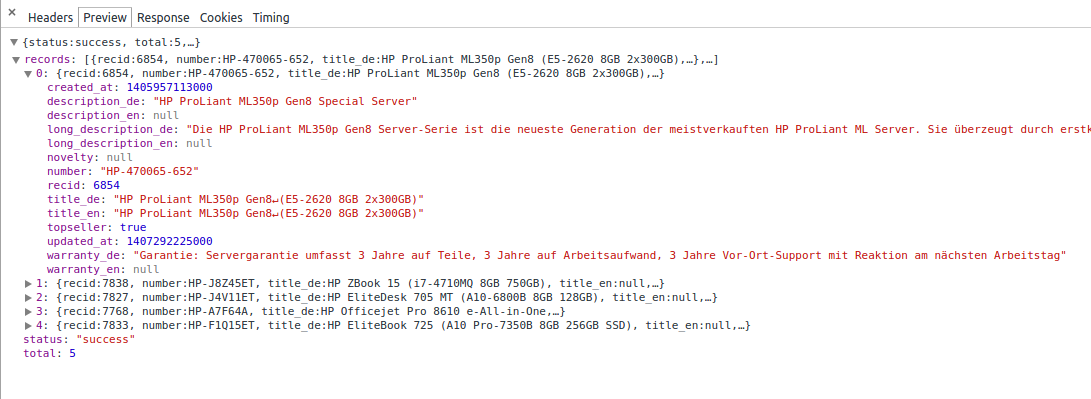 × Headers Preview Response Cookies Timing
▼{status:success, total:5,…}
▼records: [{recid:6854, number:HP-470065-652, title_de:HP ProLiant ML350p Gen8 (E5-2620 8GB 2x300GB),…},…]
▼0: {recid:6854, number:HP-470065-652, title_de:HP ProLiant ML350p Gen8 (E5-2620 8GB 2x300GB),…}
created_at: 1405957113000
description_de: "HP ProLiant ML350p Gen8 Special Server"
description_en: null
long_description_de: "Die HP ProLiant ML350p Gen8 Server-Serie ist die neueste Generation der meistverkauften HP ProLiant ML Server. Sie überzeugt durch
long_description_en: null
novelty: null
number: "HP-470065-652"
recid: 6854
title_de: "HP ProLiant ML350p Gen8↵(E5-2620 8GB 2x300GB)"
title_en: "HP ProLiant ML350p Gen8↵(E5-2620 8GB 2x300GB)"
topseller: true
updated_at: 1407292225000
warranty_de: "Garantie: Servergarantie umfasst 3 Jahre auf Teile, 3 Jahre auf Arbeitsaufwand, 3 Jahre Vor-Ort-Support mit Reaktion am nächsten Arbeitstag"
warranty_en: null
▶1: {recid:7838, number:HP-J8Z45ET, title_de:HP ZBook 15 (i7-4710MQ 8GB 750GB), title_en:null,…}
▶2: {recid:7827, number:HP-J4V11ET, title_de:HP EliteDesk 705 MT (A10-6800B 8GB 128GB), title_en:null,…}
▶3: {recid:7768, number:HP-A7F64A, title_de:HP Officejet Pro 8610 e-All-in-One,…}
▶4: {recid:7833, number:HP-F1Q15ET, title_de:HP EliteBook 725 (A10 Pro-7350B 8GB 256GB SSD), title_en:null,…}
status: "success"
total: 5